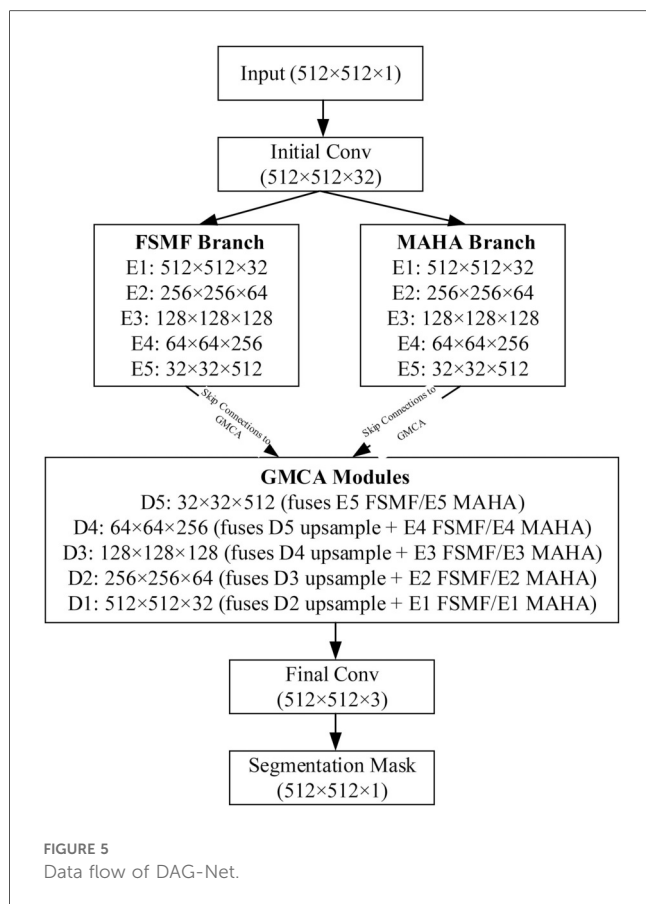 Input (512×512×1)
Initial Conv
(512×512×32)
FSMF Branch
E1: 512×512×32
E2: 256×256×64
E3: 128×128×128
E4: 64×64×256
E5: 32×32×512
MAHA Branch
E1: 512×512×32
E2: 256×256×64
E3: 128×128×128
E4: 64×64×256
E5: 32×32×512
Skip Connections to
GMCA
Skip Connections to
GMCA
GMCA Modules
D5: 32×32×512 (fuses E5 FSMF/E5 MAHA)
D4: 64×64×256 (fuses D5 upsample + E4 FSMF/E4 MAHA)
D3: 128×128×128 (fuses D4 upsample + E3 FSMF/E3 MAHA)
D2: 256×256×64 (fuses D3 upsample + E2 FSMF/E2 MAHA)
D1: 512×512×32 (fuses D2 upsample + E1 FSMF/E1 MAHA)
Final Conv
(512×512×3)
Segmentation Mask
(512×512×1)
FIGURE 5
Data flow of DAG-Net.